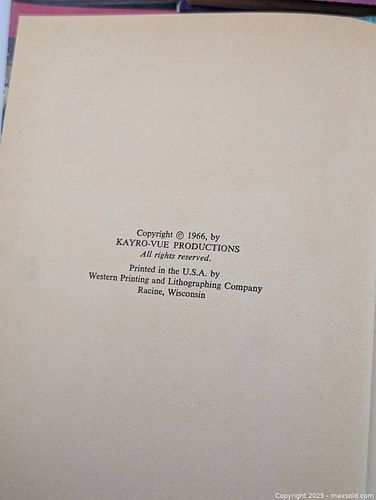 Copyright © 1966, by
KAYRO-VUE PRODUCTIONS
All rights reserved.
Printed in the U.S.A. by
Western Printing and Lithographing Company
Racine, Wisconsin
Copyright 2025 - maxsold.com